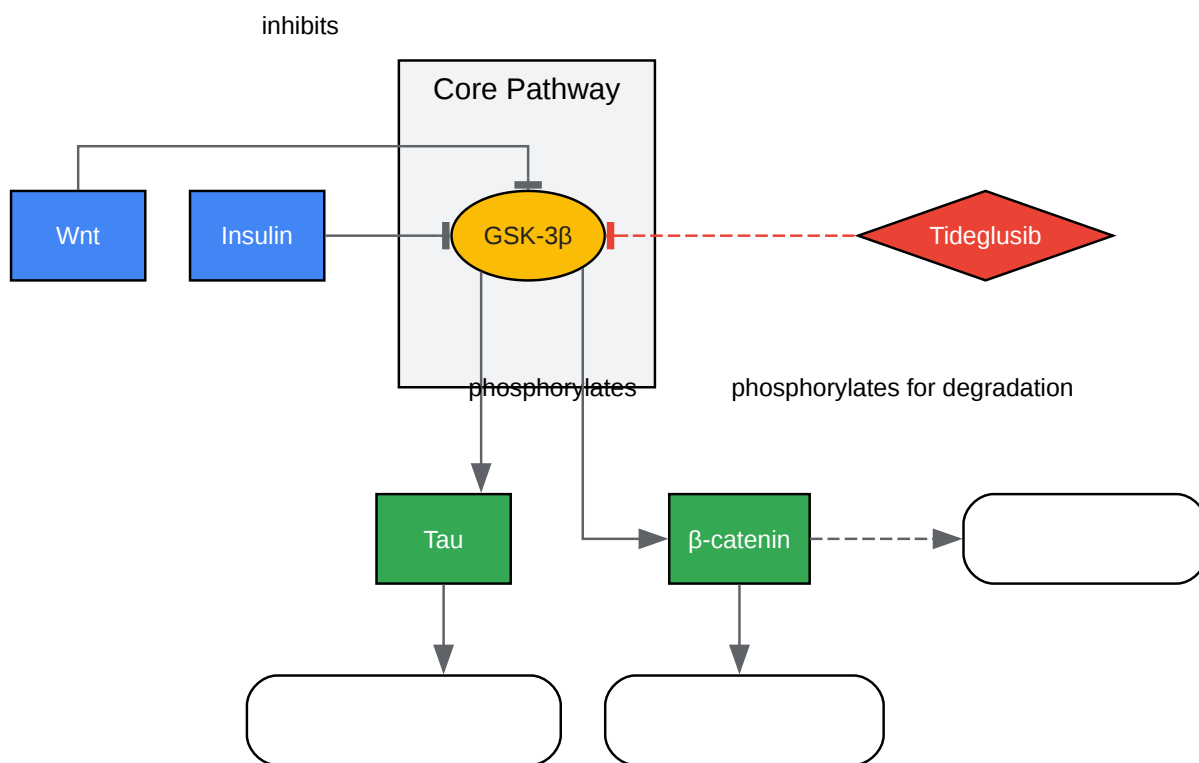 inhibits
Core Pathway
Wnt
Insulin
GSK-3β
Tideglusib
phosphorylates
phosphorylates for degradation
Tau
β-catenin